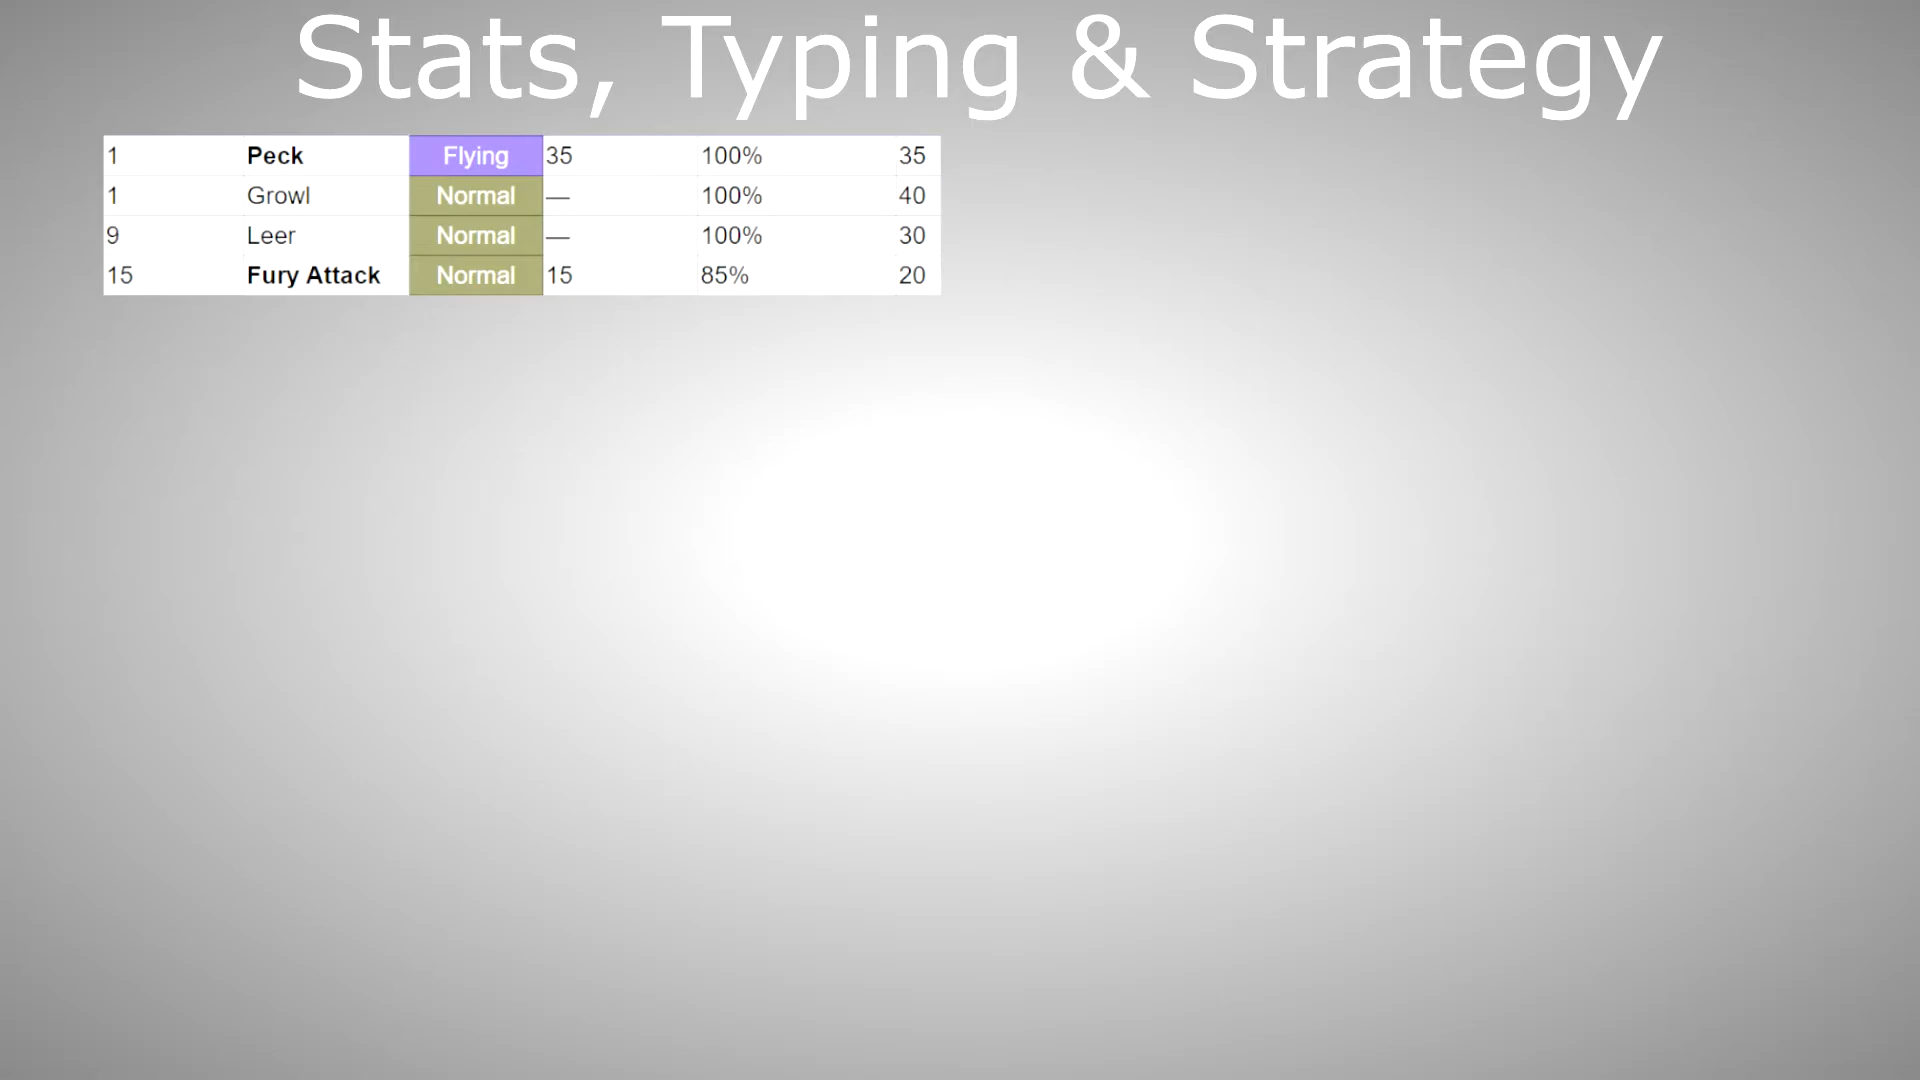 Stats, Typing & Strategy
1 Peck Flying 35 100% 35
1 Growl Normal — 100% 40
9 Leer Normal — 100% 30
15 Fury Attack Normal 15 85% 20